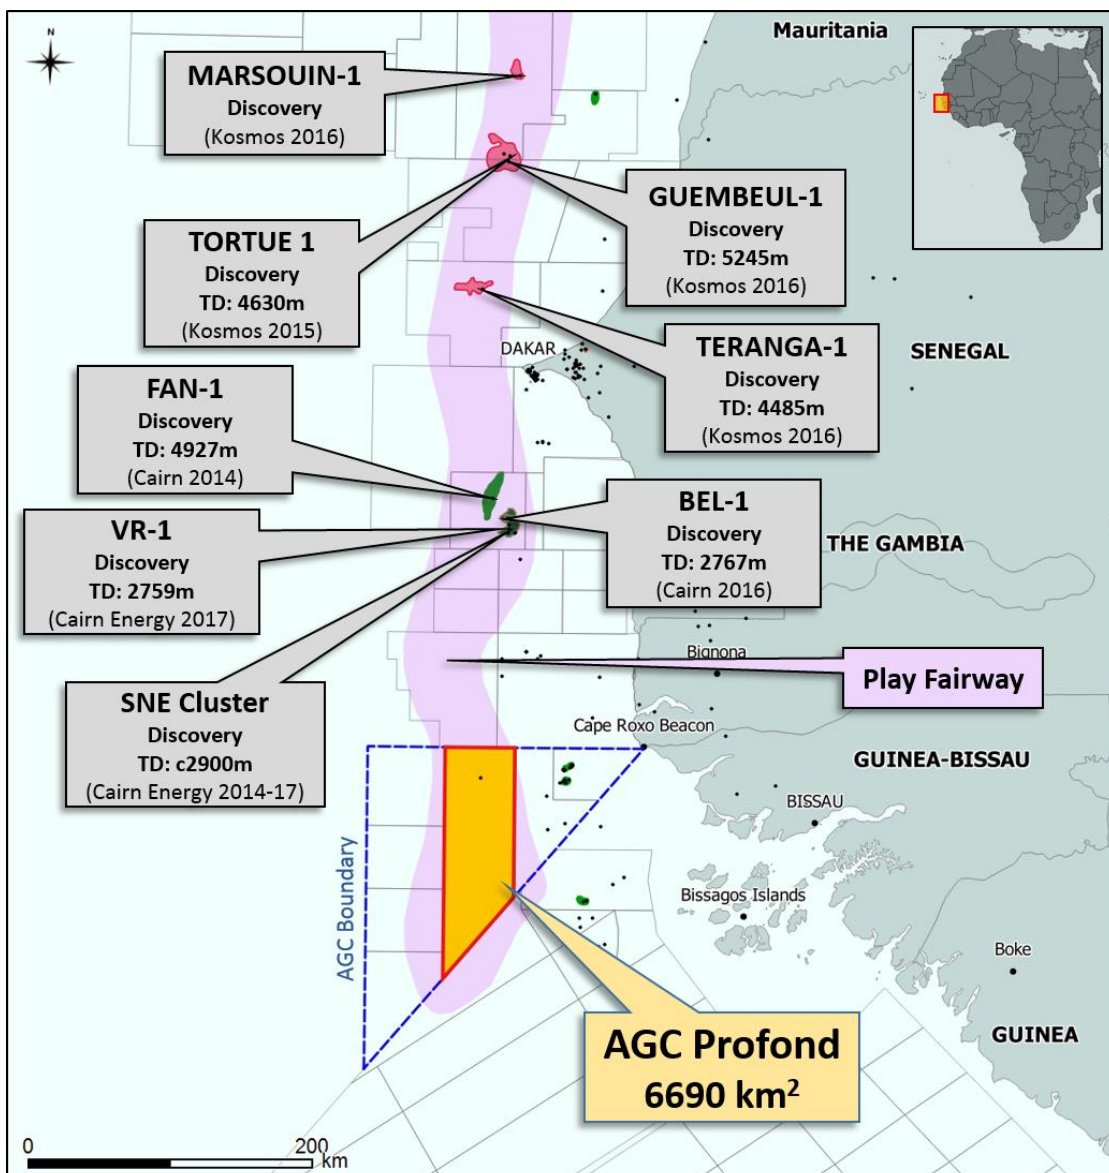 N
Mauritania
MARSOUIN-1
Discovery
(Kosmos 2016)
GUEMBEUL-1
Discovery
TD: 5245m
(Kosmos 2016)
TORTUE 1
Discovery
TD: 4630m
(Kosmos 2015)
DAKAR
TERANGA-1
Discovery
TD: 4485m
(Kosmos 2016)
SENEGAL
FAN-1
Discovery
TD: 4927m
(Cairn 2014)
BEL-1
Discovery
TD: 2767m
(Cairn 2016)
VR-1
Discovery
TD: 2759m
(Cairn Energy 2017)
THE GAMBIA
Bignona
Play Fairway
SNE Cluster
Discovery
TD: c2900m
(Cairn Energy 2014-17)
Cape Roxo Beacon
GUINEA-BISSAU
BISSAU
AGC Boundary
Bissagos Islands
Boke
GUINEA
AGC Profond
6690 km²
0 200
km